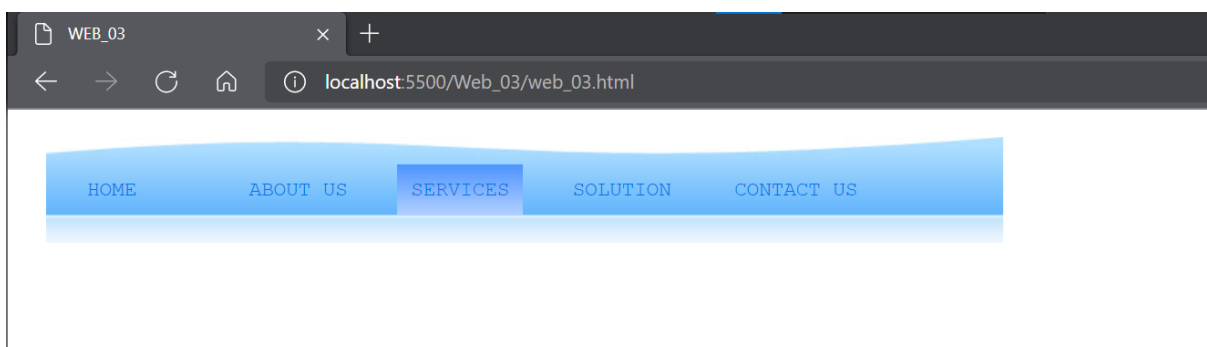 WEB_03
localhost:5500/Web_03/web_03.html
HOME ABOUT US SERVICES SOLUTION CONTACT US